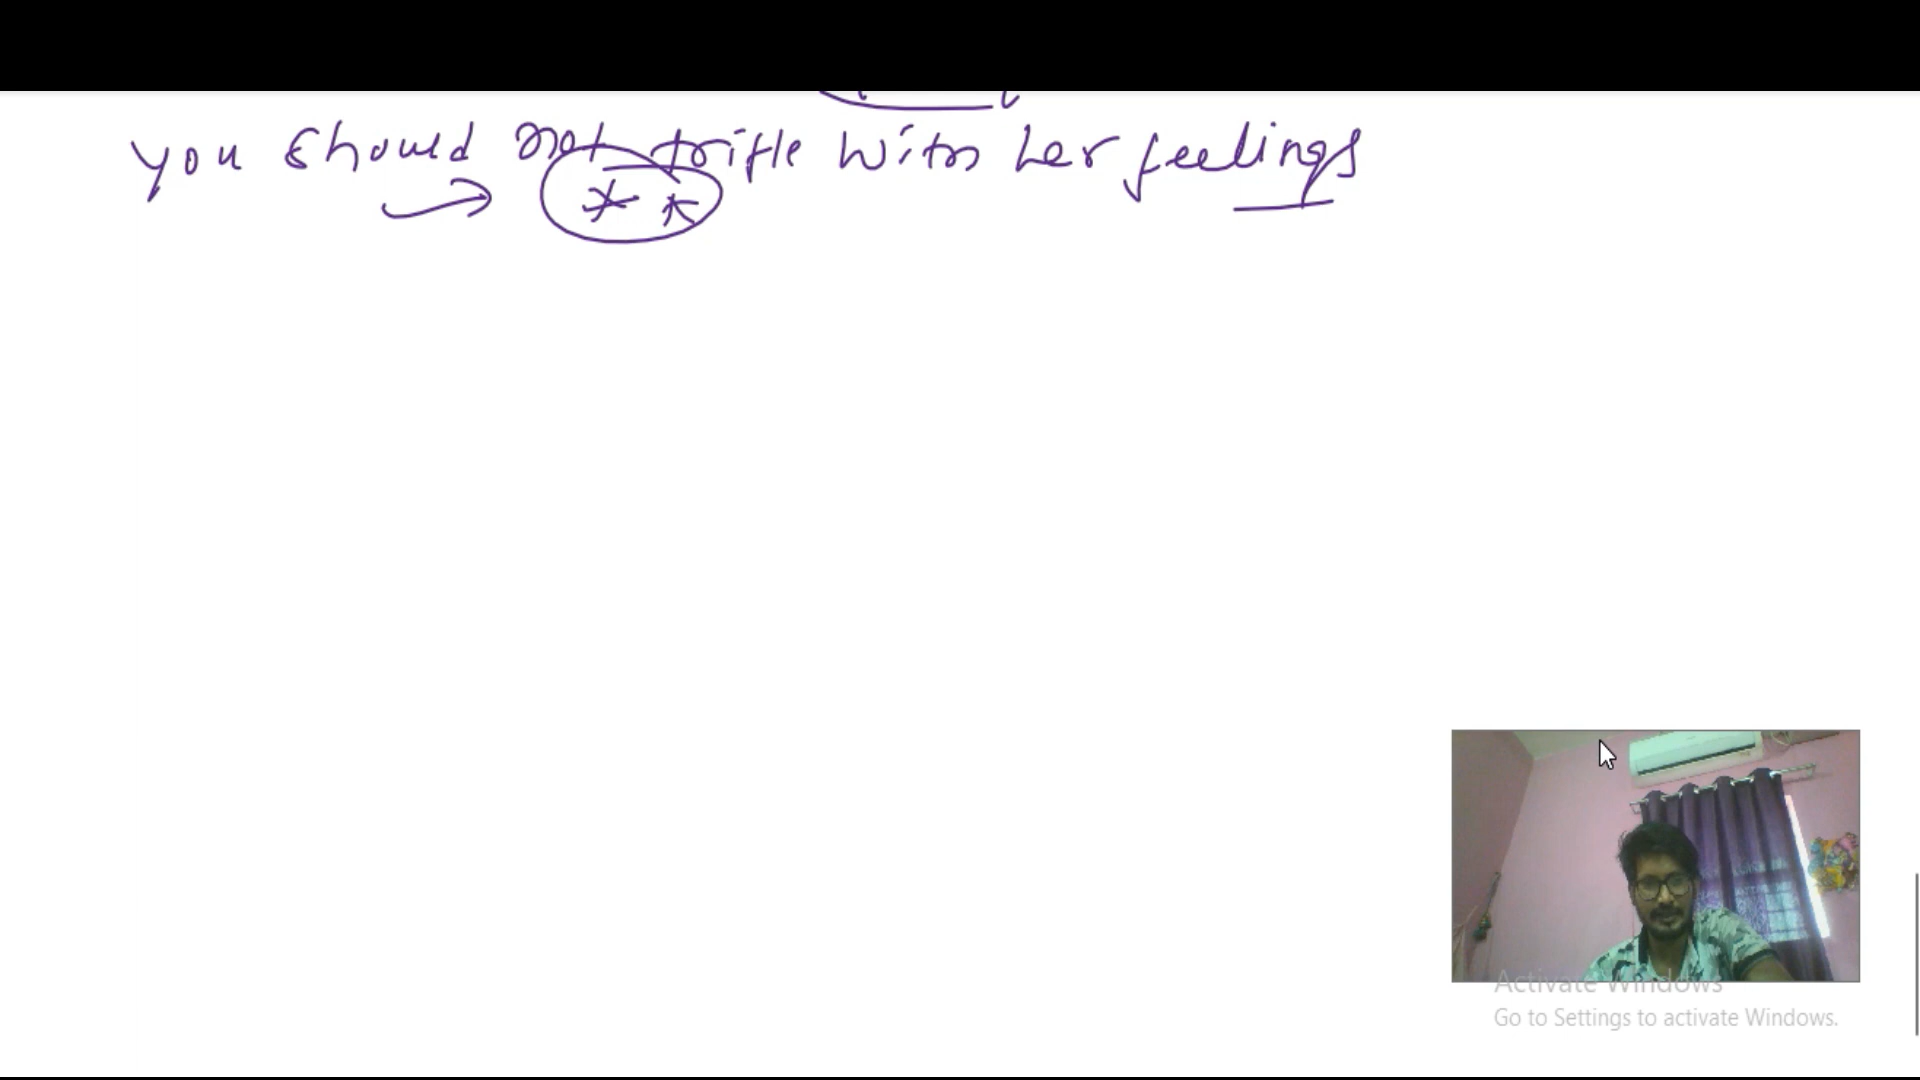 you should not trifle with her feelings
Activate Windows
Go to Settings to activate Windows.